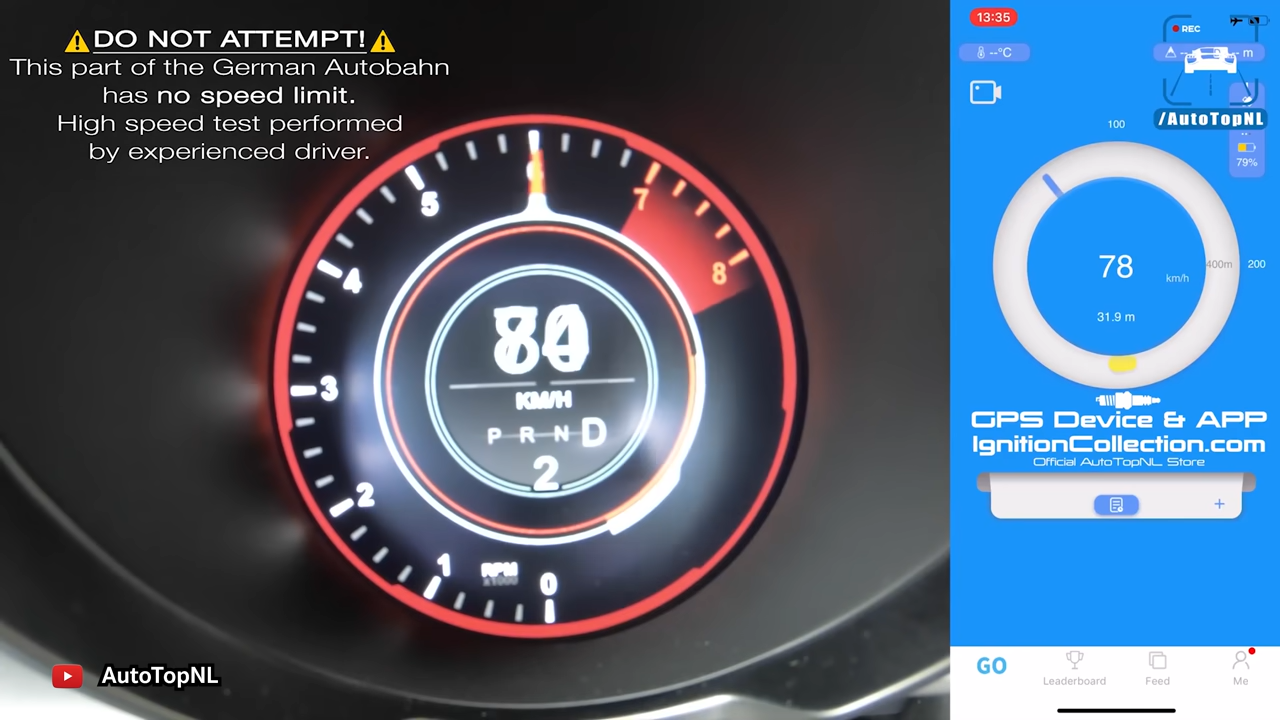 ⚠DO NOT ATTEMPT!⚠
This part of the German Autobahn
has no speed limit.
High speed test performed
by experienced driver.
5
6
7
8
4
3
2
1
0
RPM
x1000
KM/H
P R N D
2
AutoTopNL
13:35
REC
--°C
m
/AutoTopNL
79%
100
200
400m
78
km/h
31.9 m
GPS Device & APP
IgnitionCollection.com
Official AutoTopNL Store
+
GO
Leaderboard
Feed
Me